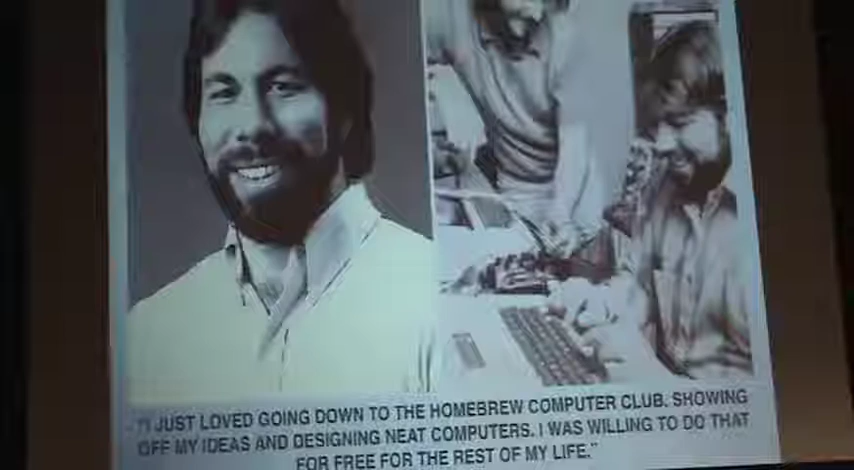 "I JUST LOVED GOING DOWN TO THE HOMEBREW COMPUTER CLUB. SHOWING
OFF MY IDEAS AND DESIGNING NEAT COMPUTERS. I WAS WILLING TO DO THAT
FOR FREE FOR THE REST OF MY LIFE."